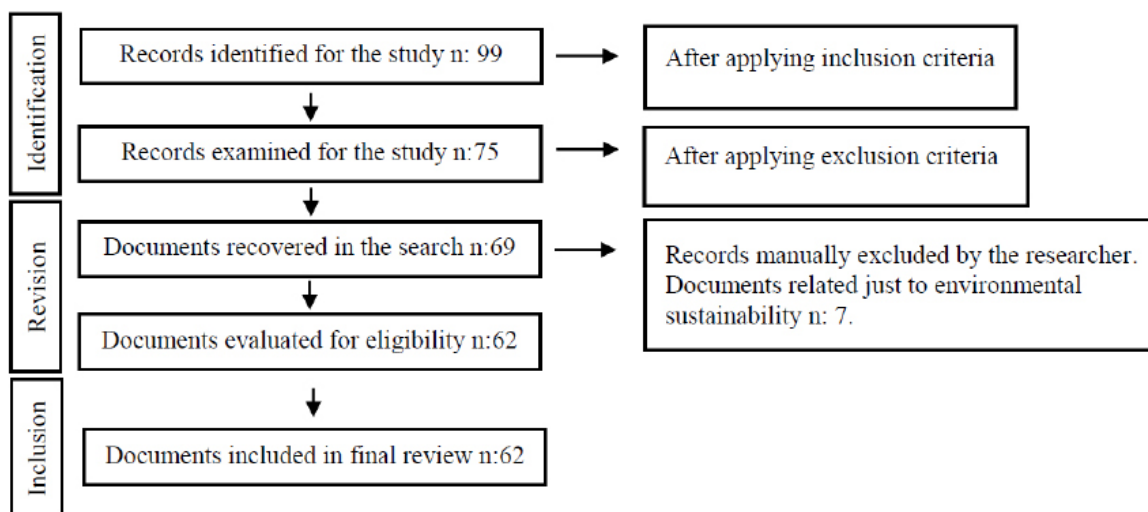 Identification
Records identified for the study n: 99
After applying inclusion criteria
Records examined for the study n:75
After applying exclusion criteria
Revision
Documents recovered in the search n:69
Records manually excluded by the researcher.
Documents related just to environmental
sustainability n: 7.
Documents evaluated for eligibility n:62
Inclusion
Documents included in final review n:62